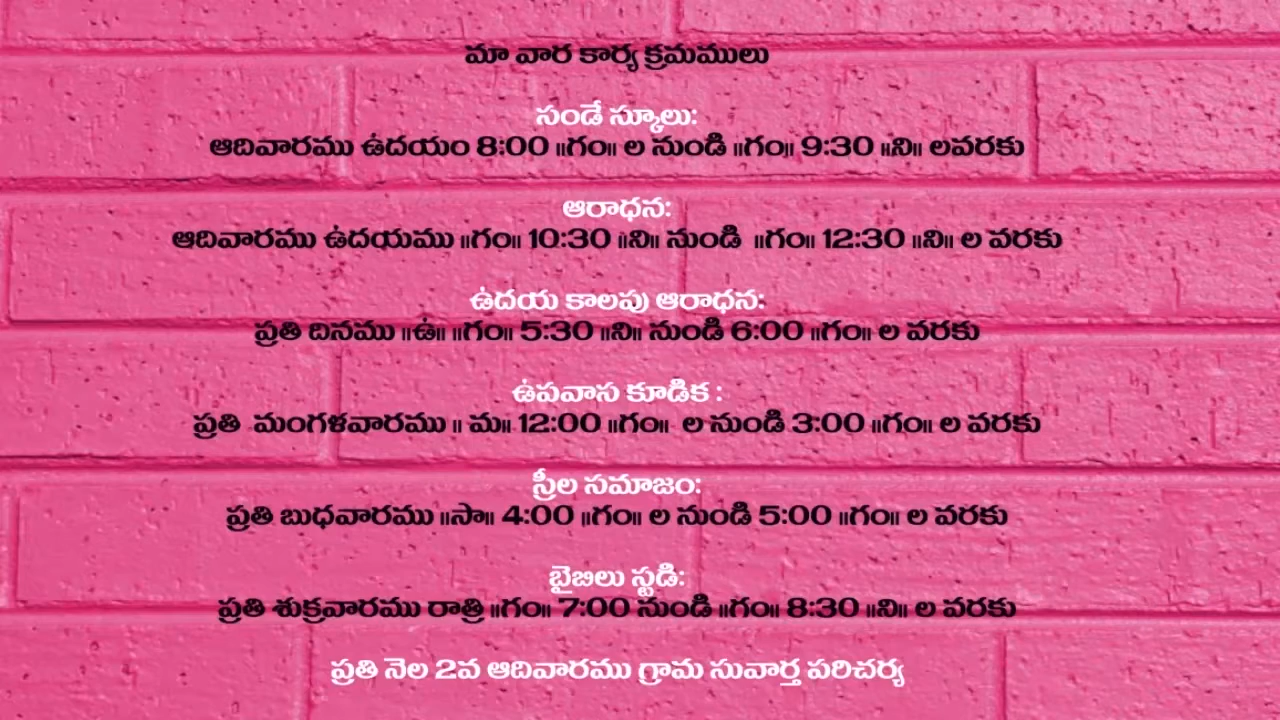 మా వార కార్య క్రమములు
సండే స్కూలు:
ఆదివారము ఉదయం 8:00 ॥గం॥ ల నుండి ॥గం॥ 9:30 ॥ని॥ లవరకు
ఆరాధన:
ఆదివారము ఉదయము ॥గం॥ 10:30 ॥ని॥ నుండి ॥గం॥ 12:30 ॥ని॥ ల వరకు
ఉదయ కాలపు ఆరాధన:
ప్రతి దినము ॥ఉ॥ ॥గం॥ 5:30 ॥ని॥ నుండి 6:00 ॥గం॥ ల వరకు
ఉపవాస కూడిక :
ప్రతి మంగళవారము ॥ మ॥ 12:00 ॥గం॥ ల నుండి 3:00 ॥గం॥ ల వరకు
స్రీల సమాజం:
ప్రతి బుధవారము ॥సా॥ 4:00 ॥గం॥ ల నుండి 5:00 ॥గం॥ ల వరకు
బైబిలు స్టడి:
ప్రతి శుక్రవారము రాత్రి ॥గం॥ 7:00 నుండి ॥గం॥ 8:30 ॥ని॥ ల వరకు
ప్రతి నెల 2వ ఆదివారము గ్రామ సువార్త పరిచర్య